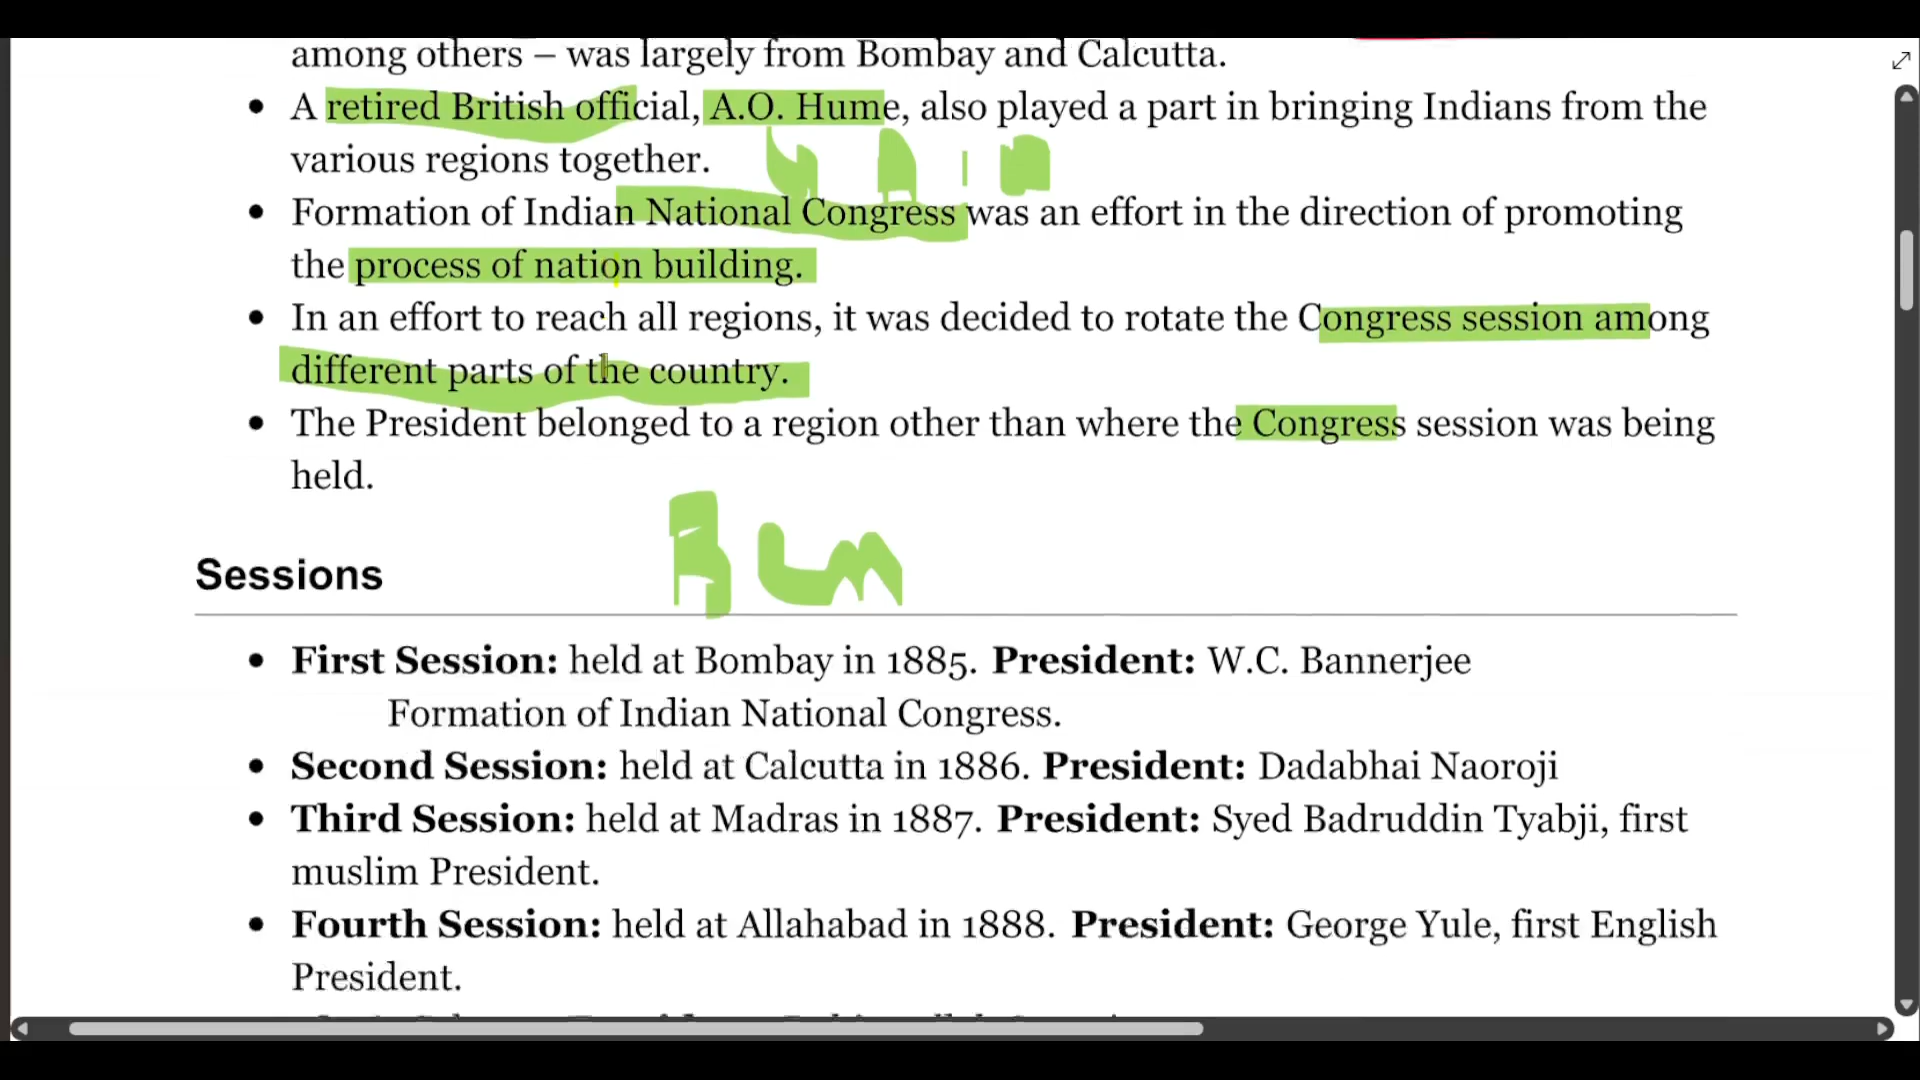 among others – was largely from Bombay and Calcutta.
• A retired British official, A.O. Hume, also played a part in bringing Indians from the
various regions together.
• Formation of Indian National Congress was an effort in the direction of promoting
the process of nation building.
• In an effort to reach all regions, it was decided to rotate the Congress session among
different parts of the country.
• The President belonged to a region other than where the Congress session was being
held.
Sessions
• First Session: held at Bombay in 1885. President: W.C. Bannerjee
Formation of Indian National Congress.
• Second Session: held at Calcutta in 1886. President: Dadabhai Naoroji
• Third Session: held at Madras in 1887. President: Syed Badruddin Tyabji, first
muslim President.
• Fourth Session: held at Allahabad in 1888. President: George Yule, first English
President.